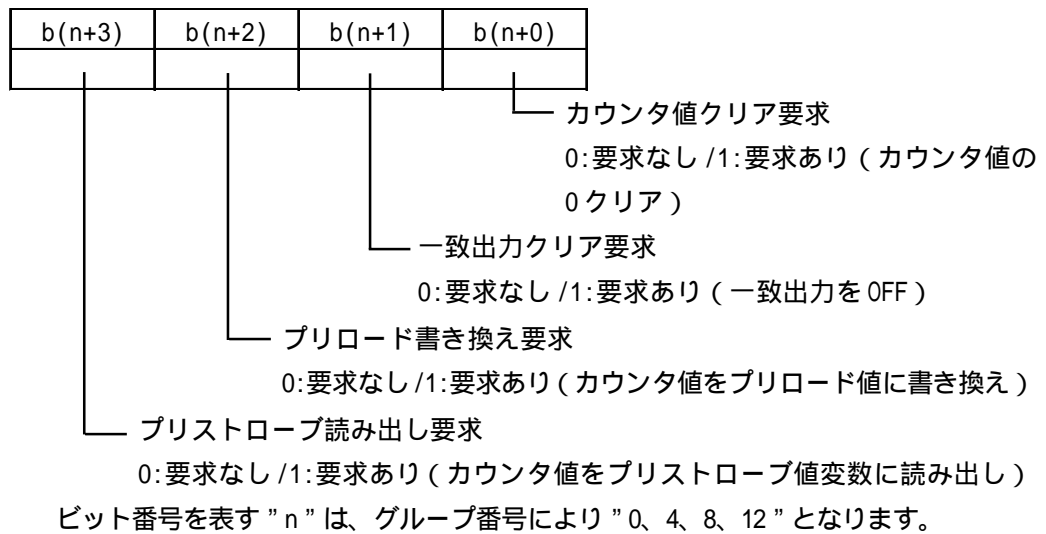 b(n+3) b(n+2) b(n+1) b(n+0)
カウンタ値クリア要求
0:要求なし/1:要求あり(カウンタ値の
0クリア)
一致出力クリア要求
0:要求なし/1:要求あり(一致出力をOFF)
プリロード書き換え要求
0:要求なし/1:要求あり(カウンタ値をプリロード値に書き換え)
プリストローブ読み出し要求
0:要求なし/1:要求あり(カウンタ値をプリストローブ値変数に読み出し)
ビット番号を表す”n”は、グループ番号により”0、4、8、12”となります。